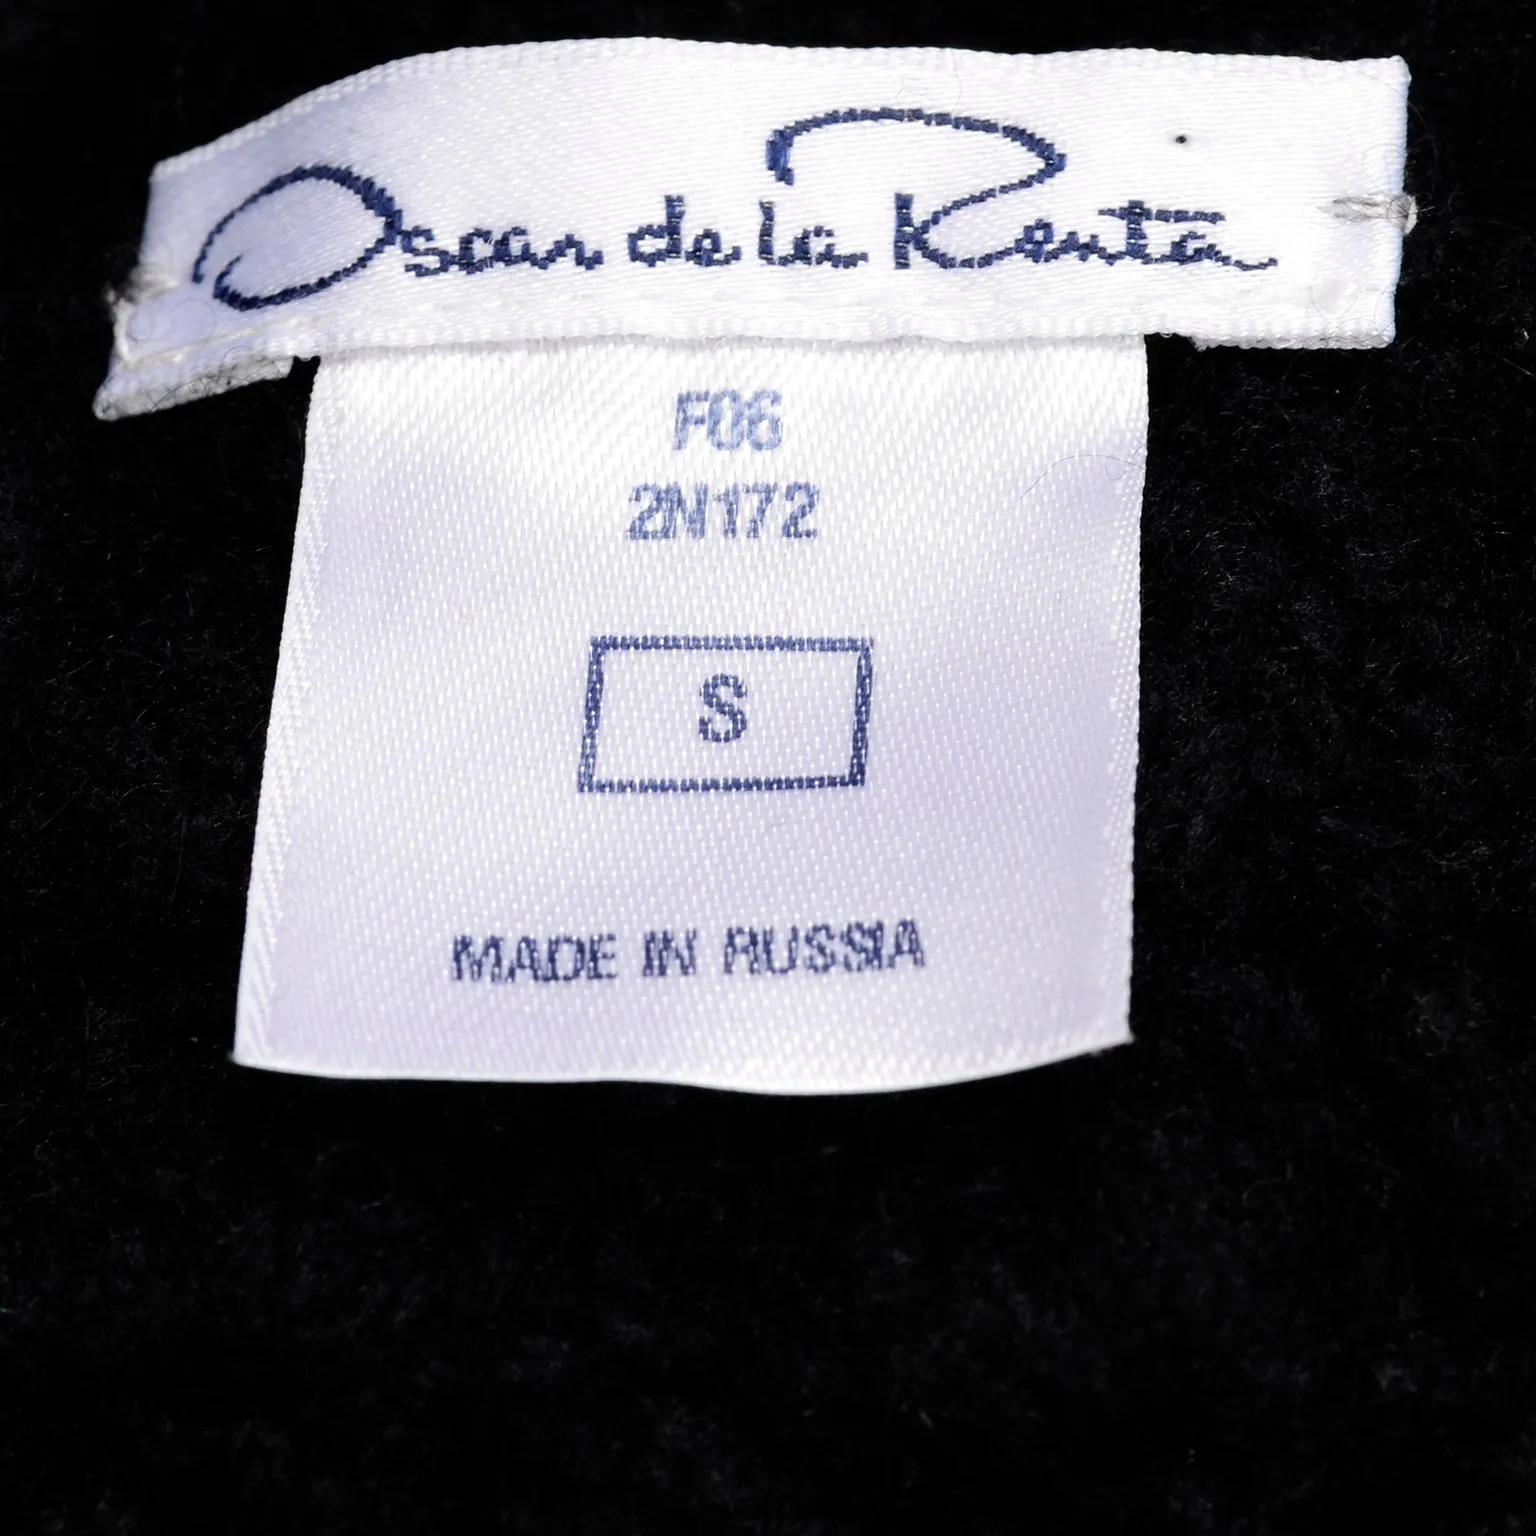 Oscar de la Renta
F06
2N172
S
MADE IN RUSSIA